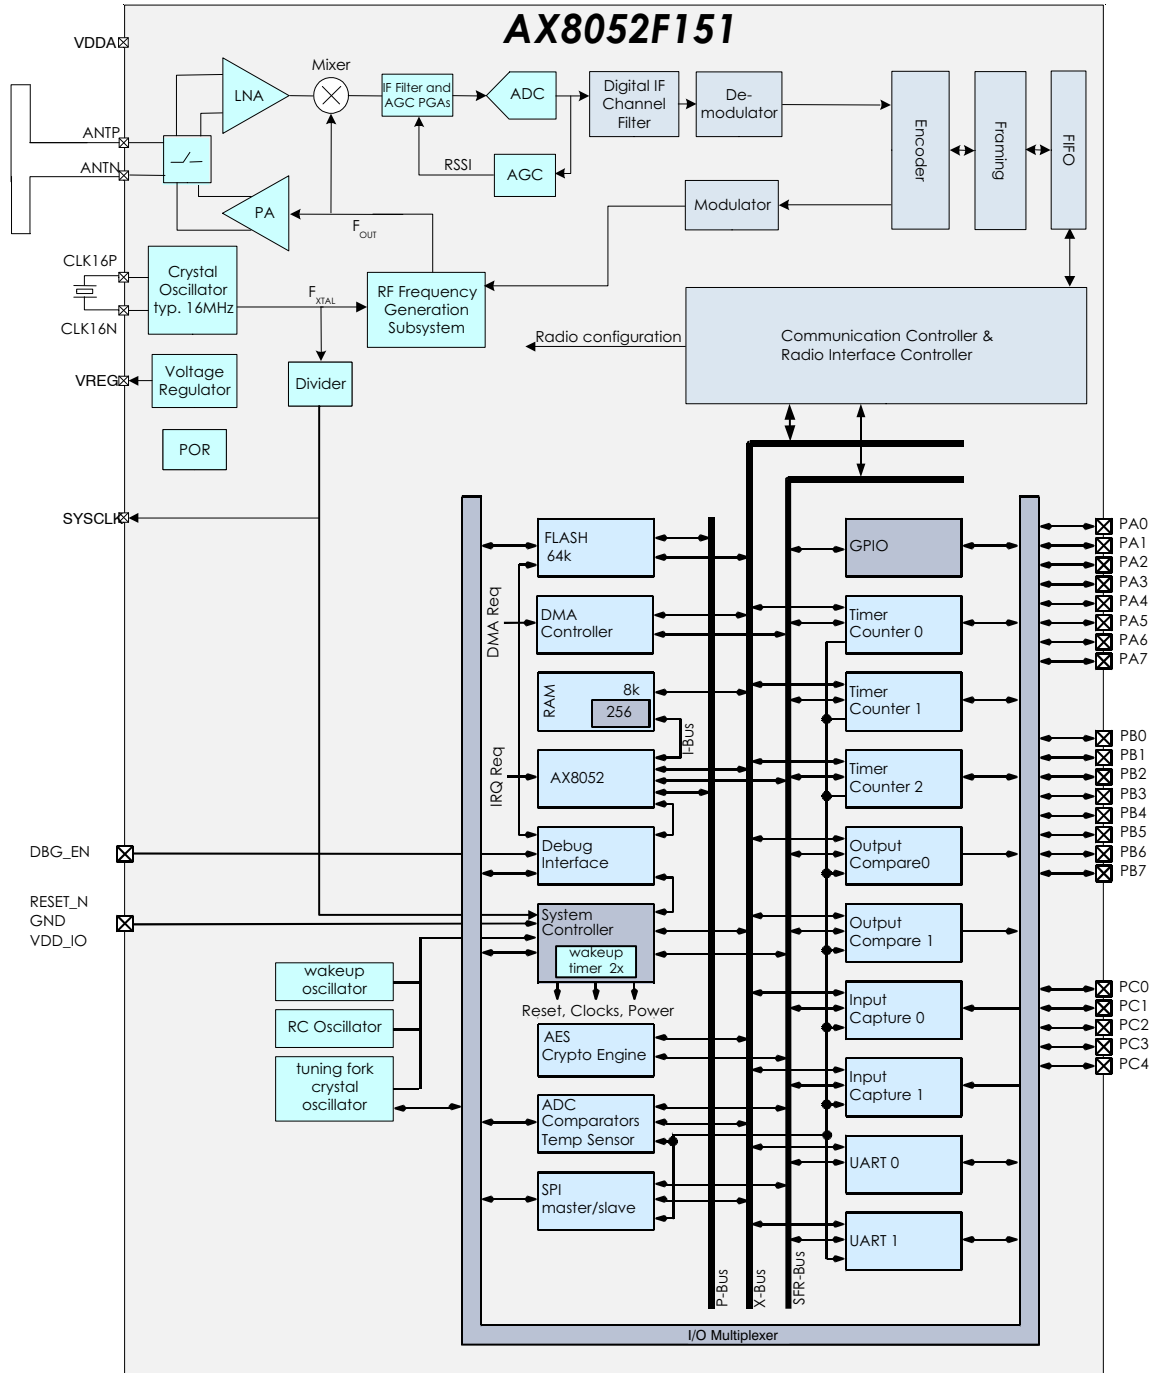 AX8052F151
VDDA
ANTP
ANTN
LNA
Mixer
IF Filter and
AGC PGAs
ADC
RSSI
AGC
Digital IF
Channel
Filter
De-
modulator
Encoder
Framing
FIFO
PA
F_OUT
Modulator
CLK16P
CLK16N
Crystal
Oscillator
typ. 16MHz
F_XTAL
RF Frequency
Generation
Subsystem
Radio configuration
Communication Controller &
Radio Interface Controller
VREG
Voltage
Regulator
Divider
POR
SYSCLK
FLASH
64k
DMA Req
DMA
Controller
RAM
8k
256
I-Bus
IRQ Req
AX8052
DBG_EN
Debug
Interface
RESET_N
GND
VDD_IO
System
Controller
wakeup
timer 2x
Reset, Clocks, Power
wakeup
oscillator
RC Oscillator
tuning fork
crystal
oscillator
AES
Crypto Engine
ADC
Comparators
Temp Sensor
SPI
master/slave
P-Bus
X-Bus
SFR-Bus
GPIO
Timer
Counter 0
Timer
Counter 1
Timer
Counter 2
Output
Compare0
Output
Compare 1
Input
Capture 0
Input
Capture 1
UART 0
UART 1
I/O Multiplexer
PA0
PA1
PA2
PA3
PA4
PA5
PA6
PA7
PB0
PB1
PB2
PB3
PB4
PB5
PB6
PB7
PC0
PC1
PC2
PC3
PC4